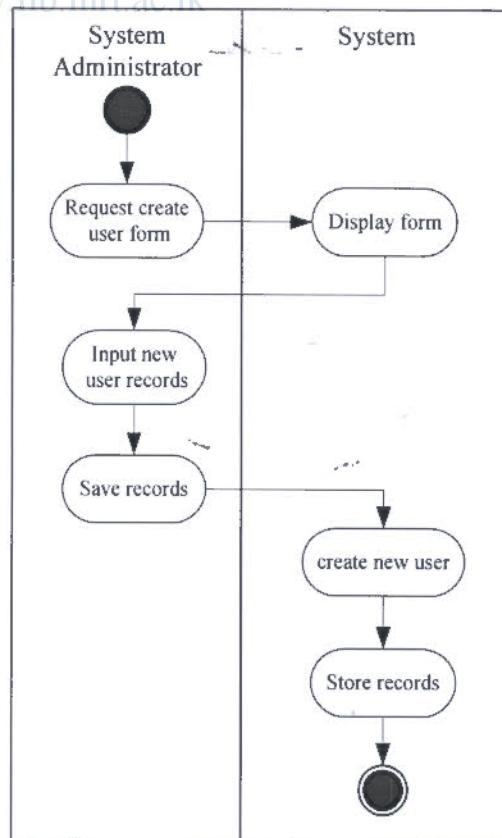 System
Administrator
System
Request create
user form
Display form
Input new
user records
Save records
create new user
Store records